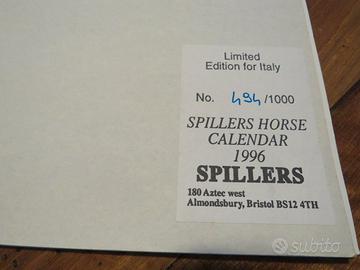 Limited
Edition for Italy
No. 494/1000
SPILLERS HORSE
CALENDAR
1996
SPILLERS
180 Aztec west
Almondsbury, Bristol BS12 4TH
subito